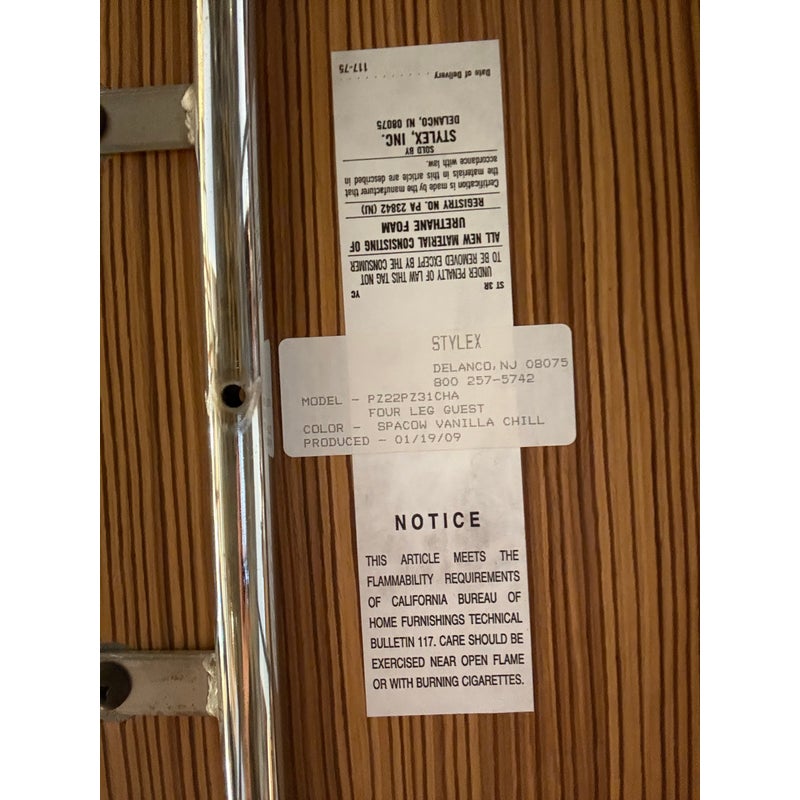 117-75
Date of Delivery
DELANCO, NJ 08075
STYLEX, INC.
SOLD BY
accordance with law.
the materials in this article are described in
Certification is made by the manufacturer that
REGISTRY NO. PA 23842 (NJ)
URETHANE FOAM
ALL NEW MATERIAL CONSISTING OF
TO BE REMOVED EXCEPT BY THE CONSUMER
UNDER PENALTY OF LAW THIS TAG NOT
ST 3R YC
STYLEX
DELANCO, NJ 08075
800 257-5742
MODEL - PZ22PZ31CHA
FOUR LEG GUEST
COLOR - SPACOW VANILLA CHILL
PRODUCED - 01/19/09
NOTICE
THIS ARTICLE MEETS THE
FLAMMABILITY REQUIREMENTS
OF CALIFORNIA BUREAU OF
HOME FURNISHINGS TECHNICAL
BULLETIN 117. CARE SHOULD BE
EXERCISED NEAR OPEN FLAME
OR WITH BURNING CIGARETTES.